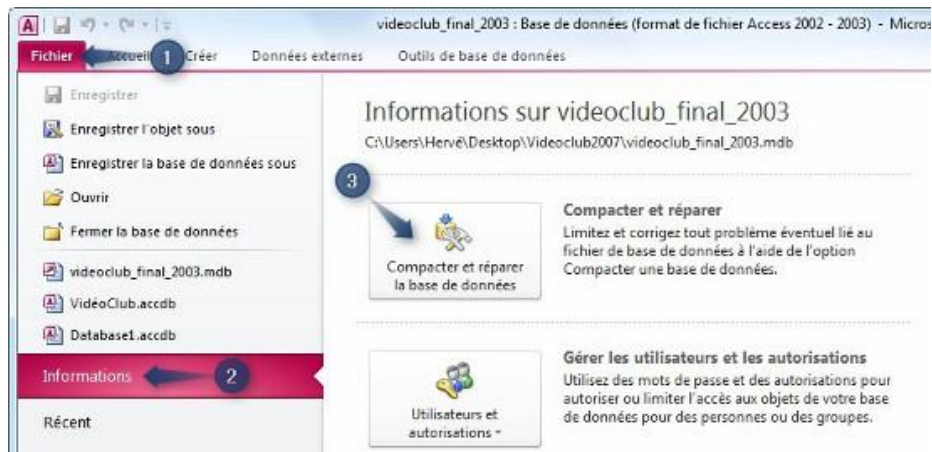 videoclub_final_2003 : Base de données (format de fichier Access 2002 - 2003) - Micros
Fichier Accueil Créer Données externes Outils de base de données
1
Enregistrer
Enregistrer l'objet sous
Enregistrer la base de données sous
Ouvrir
Fermer la base de données
videoclub_final_2003.mdb
VidéoClub.accdb
Database1.accdb
Informations
2
Récent
Informations sur videoclub_final_2003
C:\Users\Hervé\Desktop\Videoclub2007\videoclub_final_2003.mdb
3
Compacter et réparer
la base de données
Compacter et réparer
Limitez et corrigez tout problème éventuel lié au
fichier de base de données à l'aide de l'option
Compacter une base de données.
Utilisateurs et
autorisations
Gérer les utilisateurs et les autorisations
Utilisez des mots de passe et des autorisations pour
autoriser ou limiter l'accès aux objets de votre base
de données pour des personnes ou des groupes.